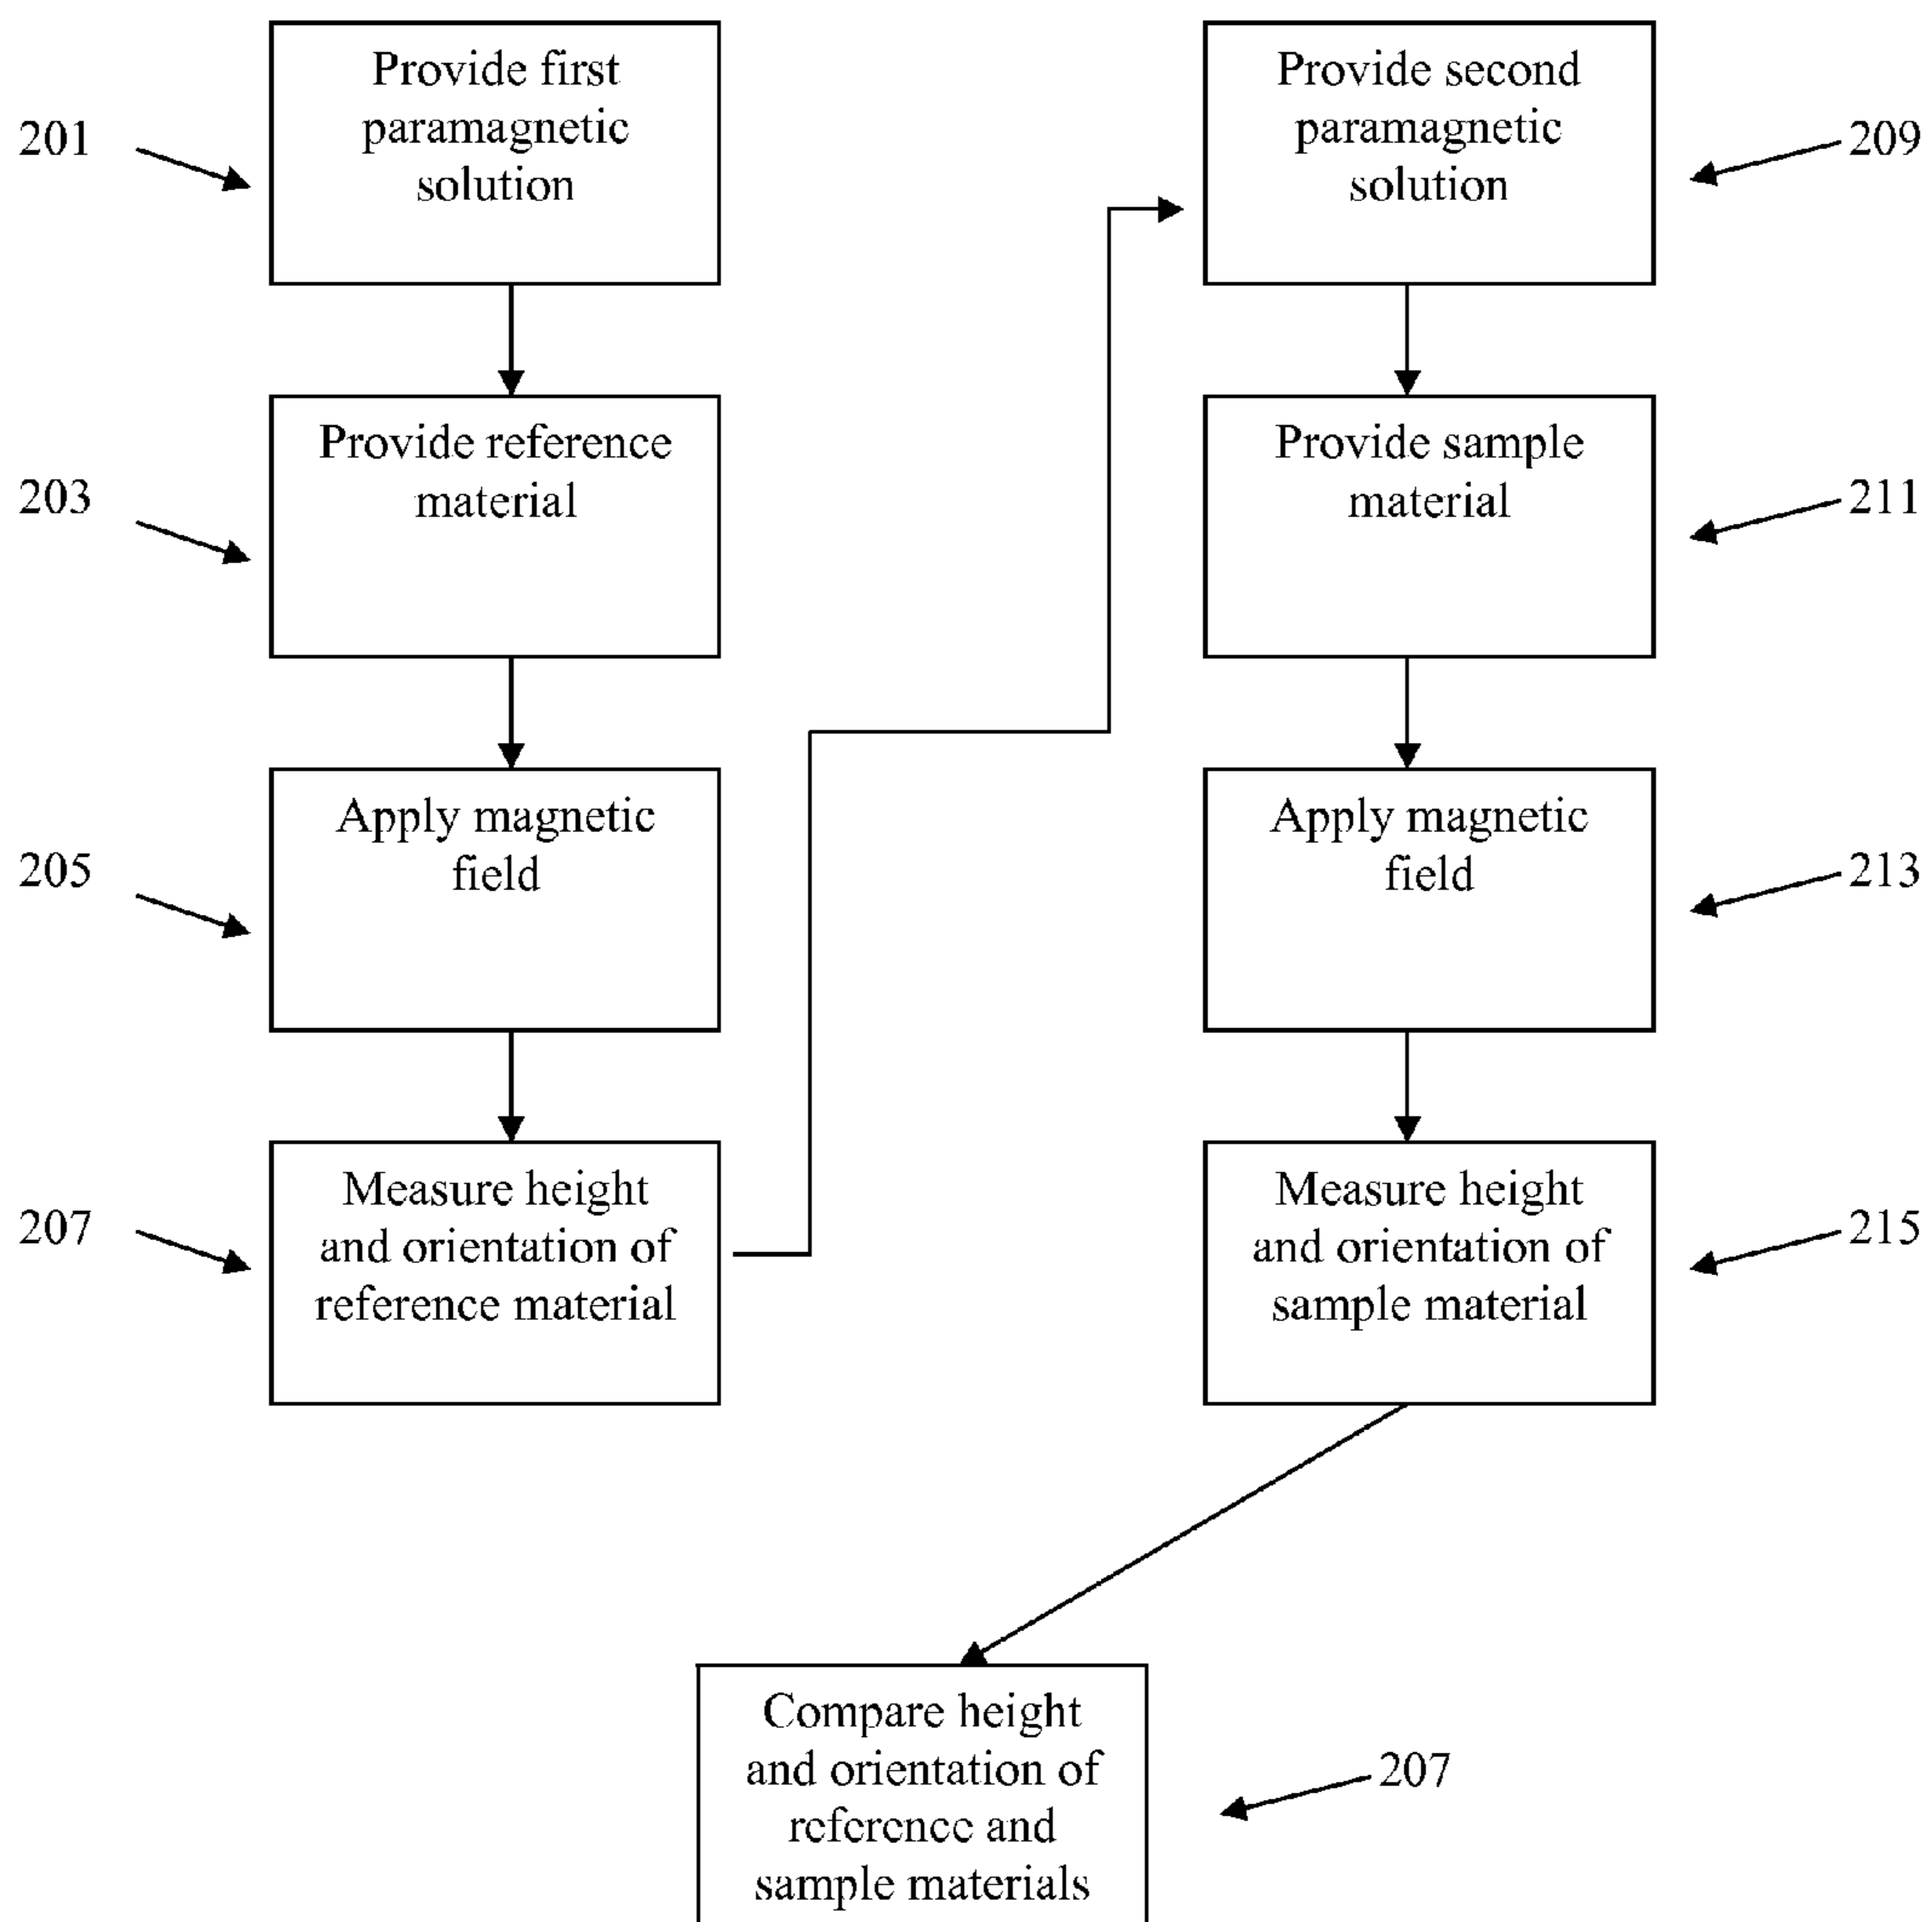 201
Provide first
paramagnetic
solution
203
Provide reference
material
205
Apply magnetic
field
207
Measure height
and orientation of
reference material
Provide second
paramagnetic
solution
209
Provide sample
material
211
Apply magnetic
field
213
Measure height
and orientation of
sample material
215
Compare height
and orientation of
reference and
sample materials
207